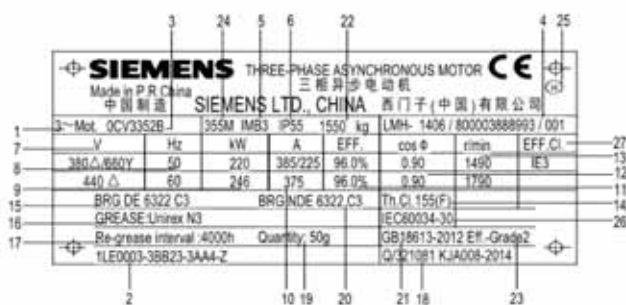 3 24 5 6 22 4 25
SIEMENS THREE-PHASE ASYNCHRONOUS MOTOR CE
三相异步电动机
Made in P.R.China
中国制造 SIEMENS LTD., CHINA 西门子(中国)有限公司
1 3~Mot. 0CV3352B 355M IMB3 IP55 1550 kg LMH- 1406 / 800003888993 / 001
7 V Hz kW A EFF. cos Φ r/min EFF.Cl. 27
8 380△/660Y 50 220 385/225 96.0% 0.90 1490 IE3 13
12
9 440 △ 60 246 375 96.0% 0.90 1790 11
15 BRG DE 6322 C3 BRG NDE 6322 C3 Th.Cl.155(F) 14
16 GREASE:Unirex N3 IEC60034-30 26
17 Re-grease interval :4000h Quantity: 50g GB18613-2012 Eff.-Grade2
1LE0003-3BB23-3AA4-Z Q/321081 KJA008-2014
2 10 19 20 21 18 23